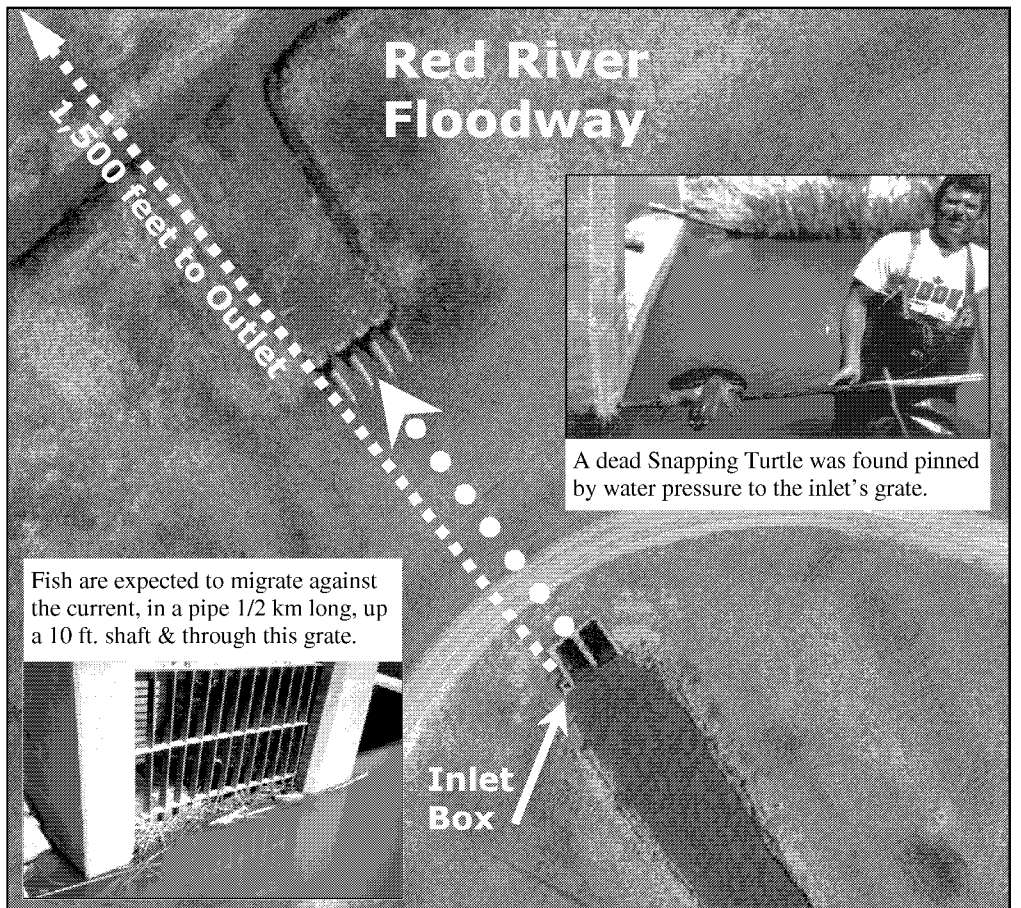 Red River
Floodway
1,500 feet to Outlet
A dead Snapping Turtle was found pinned
by water pressure to the inlet's grate.
Fish are expected to migrate against
the current, in a pipe 1/2 km long, up
a 10 ft. shaft & through this grate.
Inlet
Box